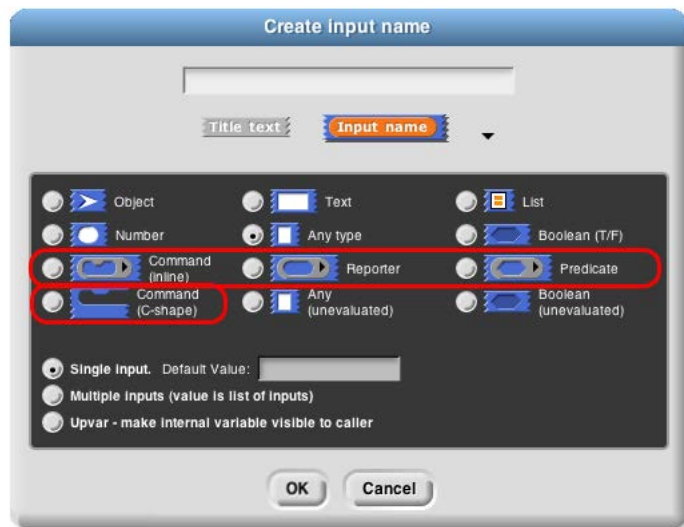 Create input name
Title text
Input name
Object
Text
List
Number
Any type
Boolean (T/F)
Command
(inline)
Reporter
Predicate
Command
(C-shape)
Any
(unevaluated)
Boolean
(unevaluated)
Single input. Default Value:
Multiple inputs (value is list of inputs)
Upvar - make internal variable visible to caller
OK
Cancel